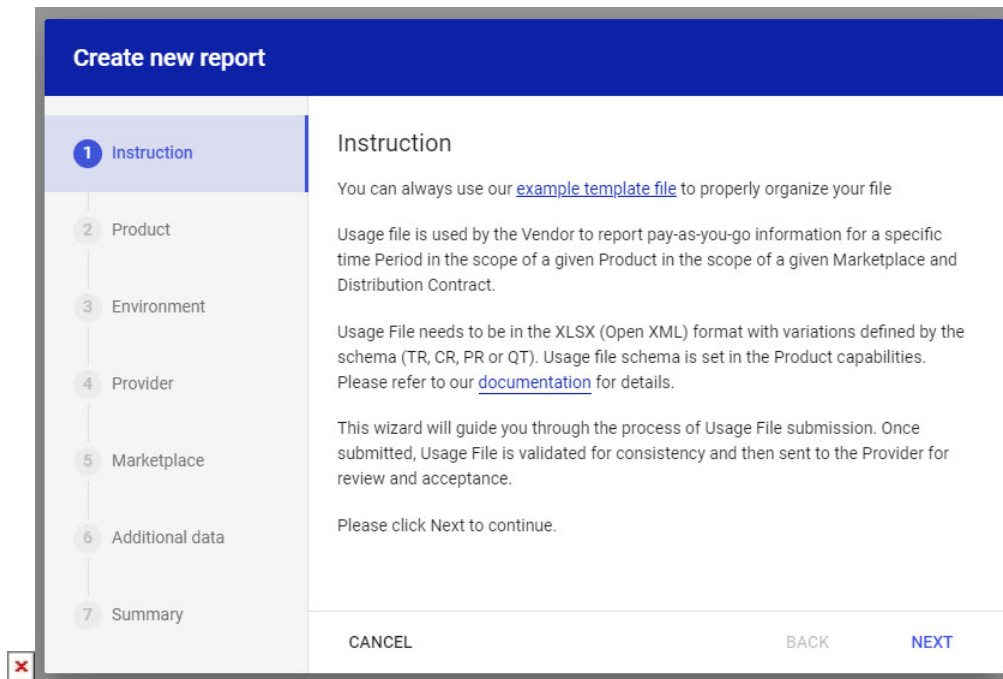 Create new report
1 Instruction
2 Product
3 Environment
4 Provider
5 Marketplace
6 Additional data
7 Summary
Instruction
You can always use our example template file to properly organize your file
Usage file is used by the Vendor to report pay-as-you-go information for a specific
time Period in the scope of a given Product in the scope of a given Marketplace and
Distribution Contract.
Usage File needs to be in the XLSX (Open XML) format with variations defined by the
schema (TR, CR, PR or QT). Usage file schema is set in the Product capabilities.
Please refer to our documentation for details.
This wizard will guide you through the process of Usage File submission. Once
submitted, Usage File is validated for consistency and then sent to the Provider for
review and acceptance.
Please click Next to continue.
CANCEL
BACK
NEXT